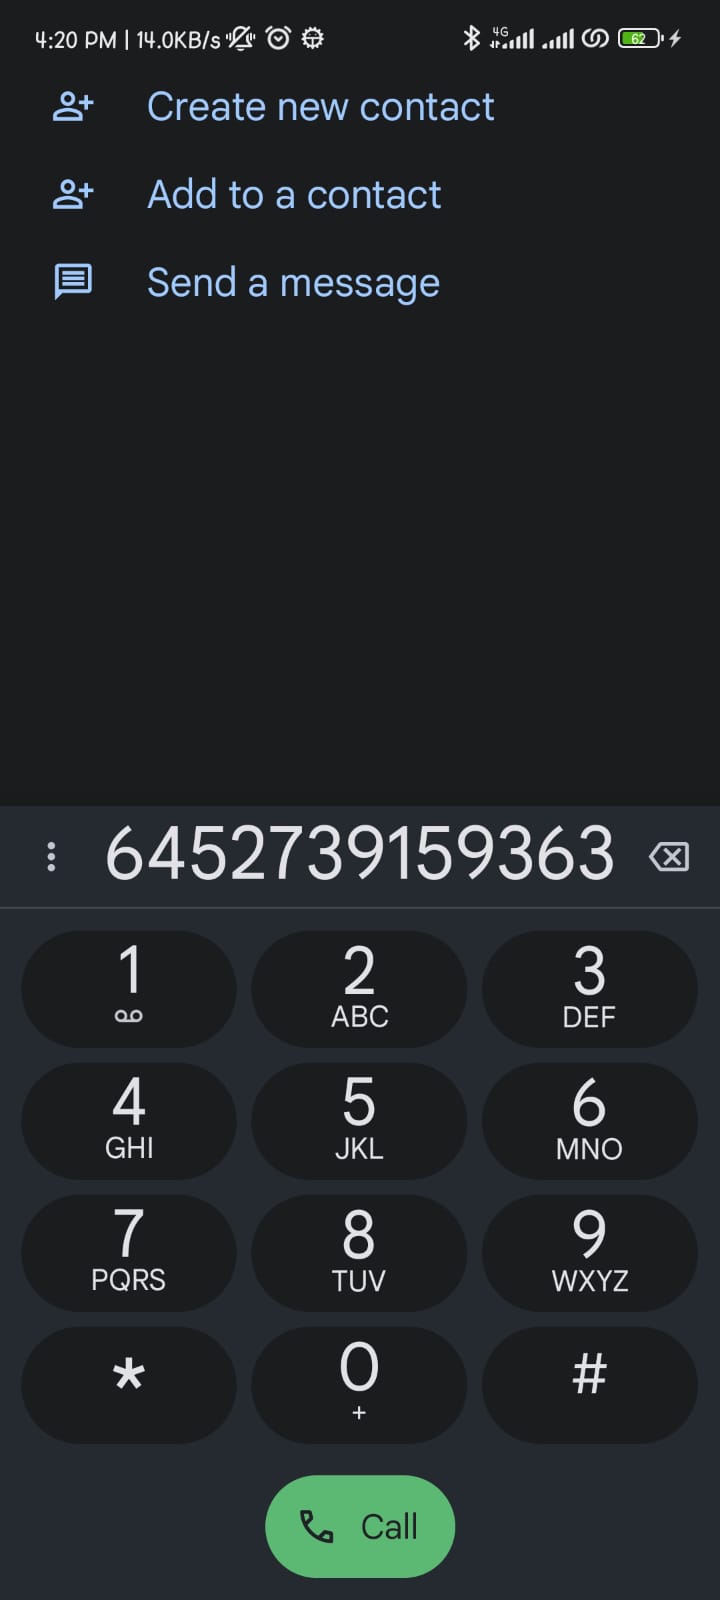 4:20 PM | 14.0KB/s 4G 62
Create new contact
Add to a contact
Send a message
6452739159363
1 2 3
ABC DEF
4 5 6
GHI JKL MNO
7 8 9
PQRS TUV WXYZ
* 0 #
+
Call